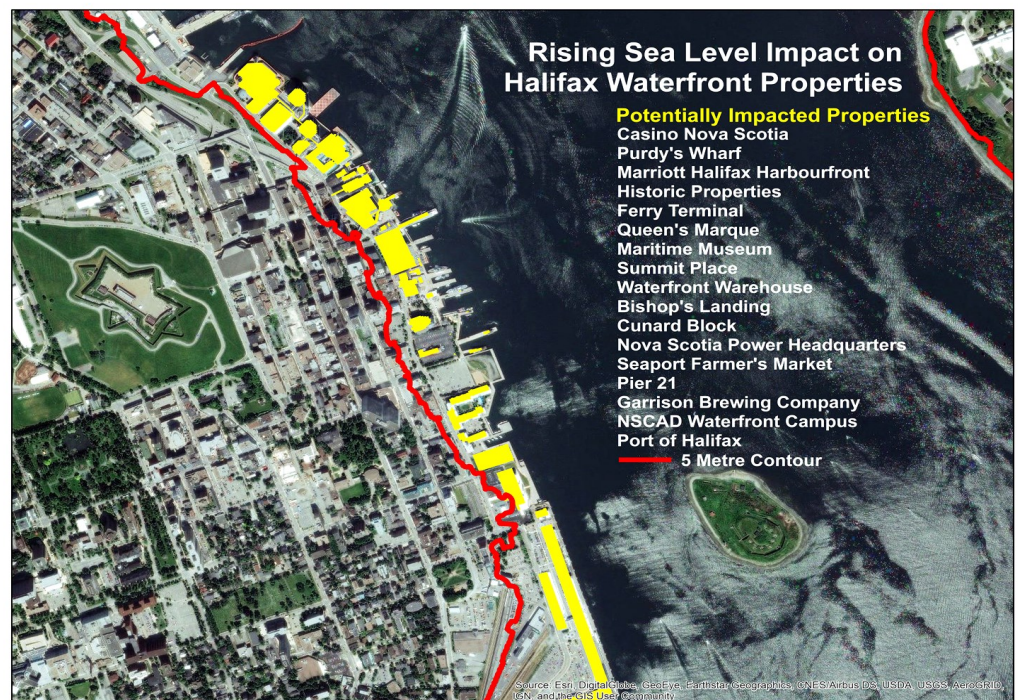 Rising Sea Level Impact on
Halifax Waterfront Properties
Potentially Impacted Properties
Casino Nova Scotia
Purdy's Wharf
Marriott Halifax Harbourfront
Historic Properties
Ferry Terminal
Queen's Marque
Maritime Museum
Summit Place
Waterfront Warehouse
Bishop's Landing
Cunard Block
Nova Scotia Power Headquarters
Seaport Farmer's Market
Pier 21
Garrison Brewing Company
NSCAD Waterfront Campus
Port of Halifax
5 Metre Contour
Source: Esri, DigitalGlobe, GeoEye, Earthstar Geographics, CNES/Airbus DS, USDA, USGS, AeroGRID,
IGN, and the GIS User Community